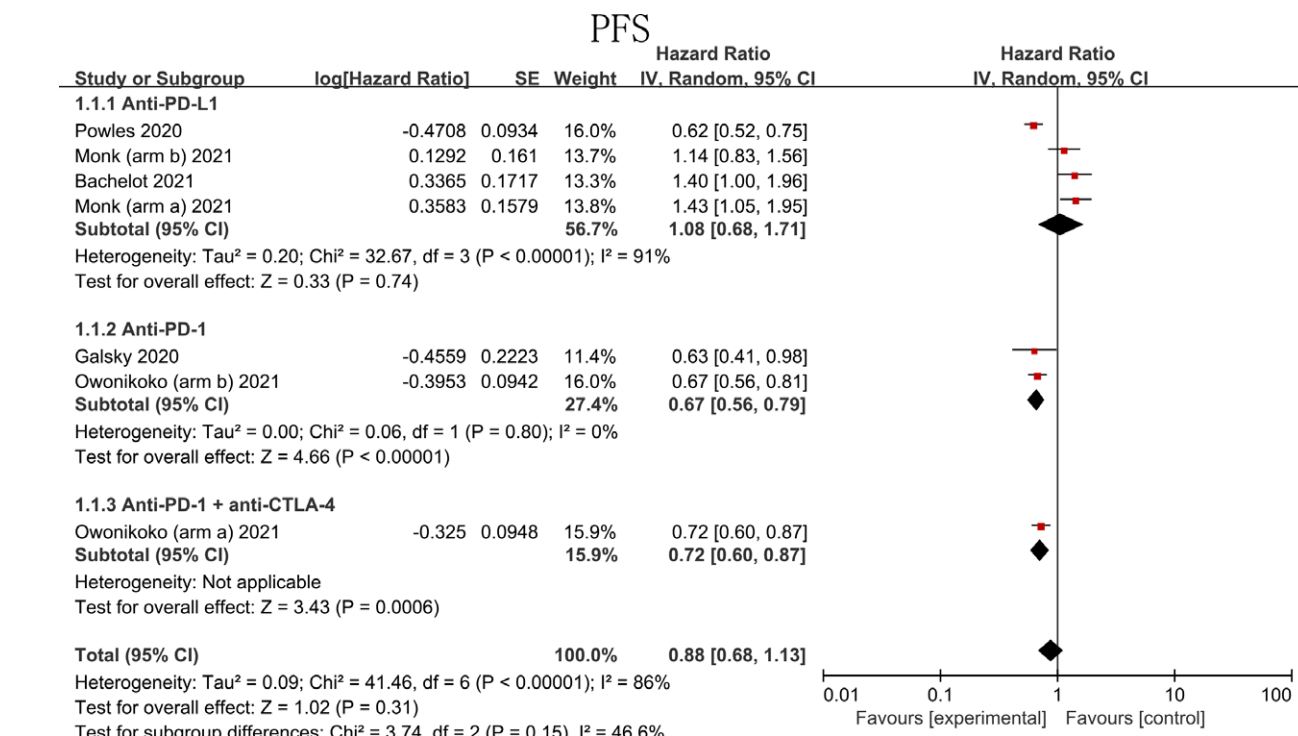 PFS
Hazard Ratio Hazard Ratio
Study or Subgroup log[Hazard Ratio] SE Weight IV, Random, 95% CI IV, Random, 95% CI
1.1.1 Anti-PD-L1
Powles 2020 -0.4708 0.0934 16.0% 0.62 [0.52, 0.75]
Monk (arm b) 2021 0.1292 0.161 13.7% 1.14 [0.83, 1.56]
Bachelot 2021 0.3365 0.1717 13.3% 1.40 [1.00, 1.96]
Monk (arm a) 2021 0.3583 0.1579 13.8% 1.43 [1.05, 1.95]
Subtotal (95% CI) 56.7% 1.08 [0.68, 1.71]
Heterogeneity: Tau² = 0.20; Chi² = 32.67, df = 3 (P < 0.00001); I² = 91%
Test for overall effect: Z = 0.33 (P = 0.74)
1.1.2 Anti-PD-1
Galsky 2020 -0.4559 0.2223 11.4% 0.63 [0.41, 0.98]
Owonikoko (arm b) 2021 -0.3953 0.0942 16.0% 0.67 [0.56, 0.81]
Subtotal (95% CI) 27.4% 0.67 [0.56, 0.79]
Heterogeneity: Tau² = 0.00; Chi² = 0.06, df = 1 (P = 0.80); I² = 0%
Test for overall effect: Z = 4.66 (P < 0.00001)
1.1.3 Anti-PD-1 + anti-CTLA-4
Owonikoko (arm a) 2021 -0.325 0.0948 15.9% 0.72 [0.60, 0.87]
Subtotal (95% CI) 15.9% 0.72 [0.60, 0.87]
Heterogeneity: Not applicable
Test for overall effect: Z = 3.43 (P = 0.0006)
Total (95% CI) 100.0% 0.88 [0.68, 1.13]
Heterogeneity: Tau² = 0.09; Chi² = 41.46, df = 6 (P < 0.00001); I² = 86%
0.01 0.1 1 10 100
Test for overall effect: Z = 1.02 (P = 0.31)
Favours [experimental] Favours [control]
Test for subgroup differences: Chi² = 3.74, df = 2 (P = 0.15), I² = 46.6%